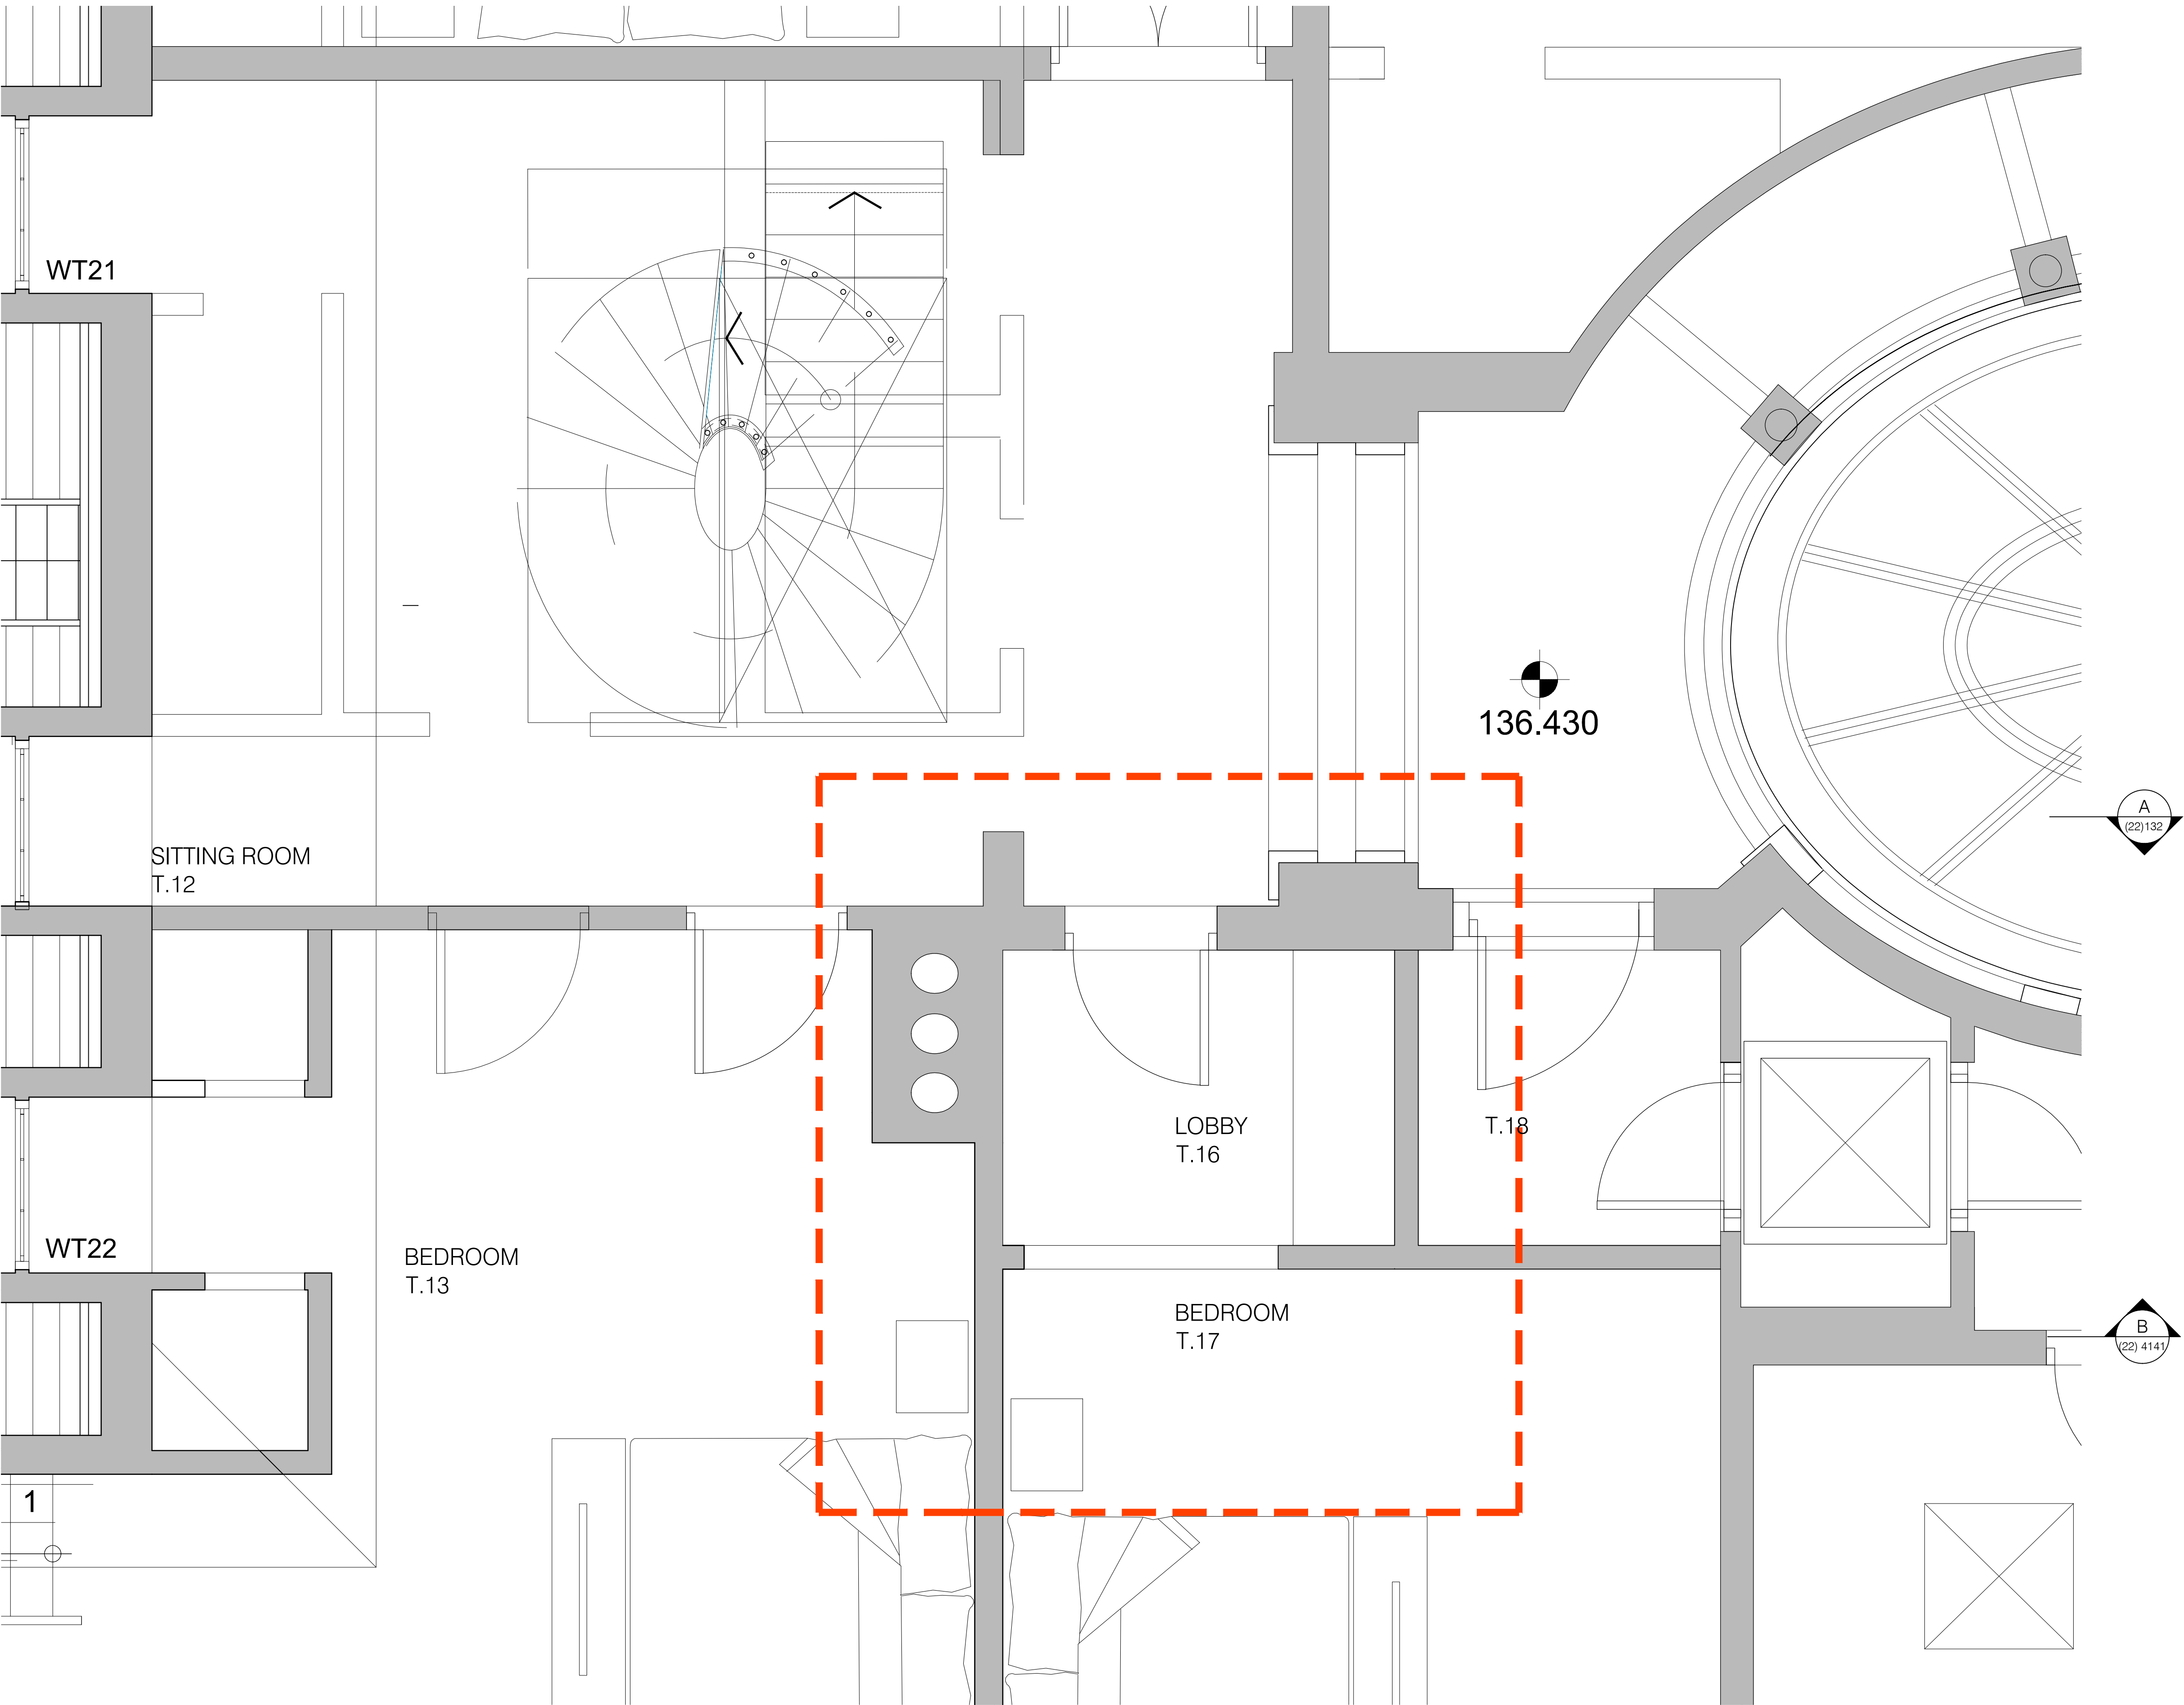 WT21
136.430
A
(22)132
SITTING ROOM
T.12
LOBBY
T.16
T.18
WT22
BEDROOM
T.13
BEDROOM
T.17
B
(22) 4141
1